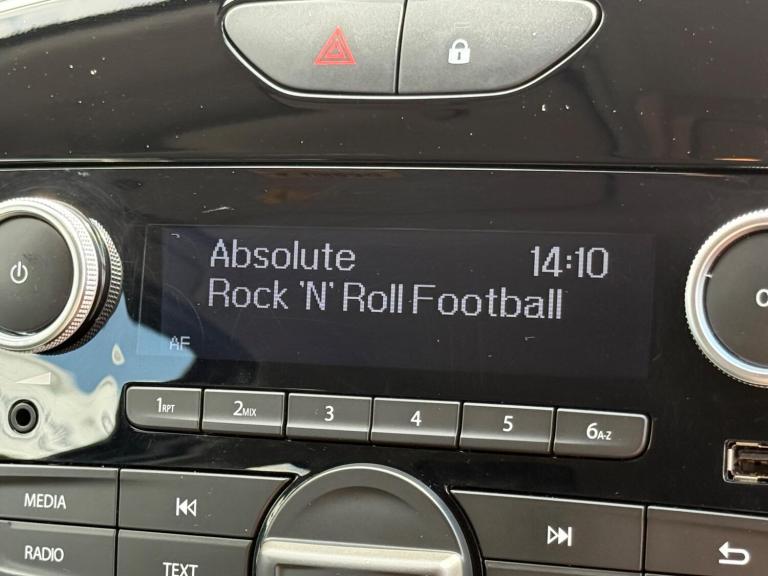 Absolute 14:10
Rock 'N' Roll Football
AF
1RPT 2MIX 3 4 5 6A-Z
MEDIA
RADIO
TEXT